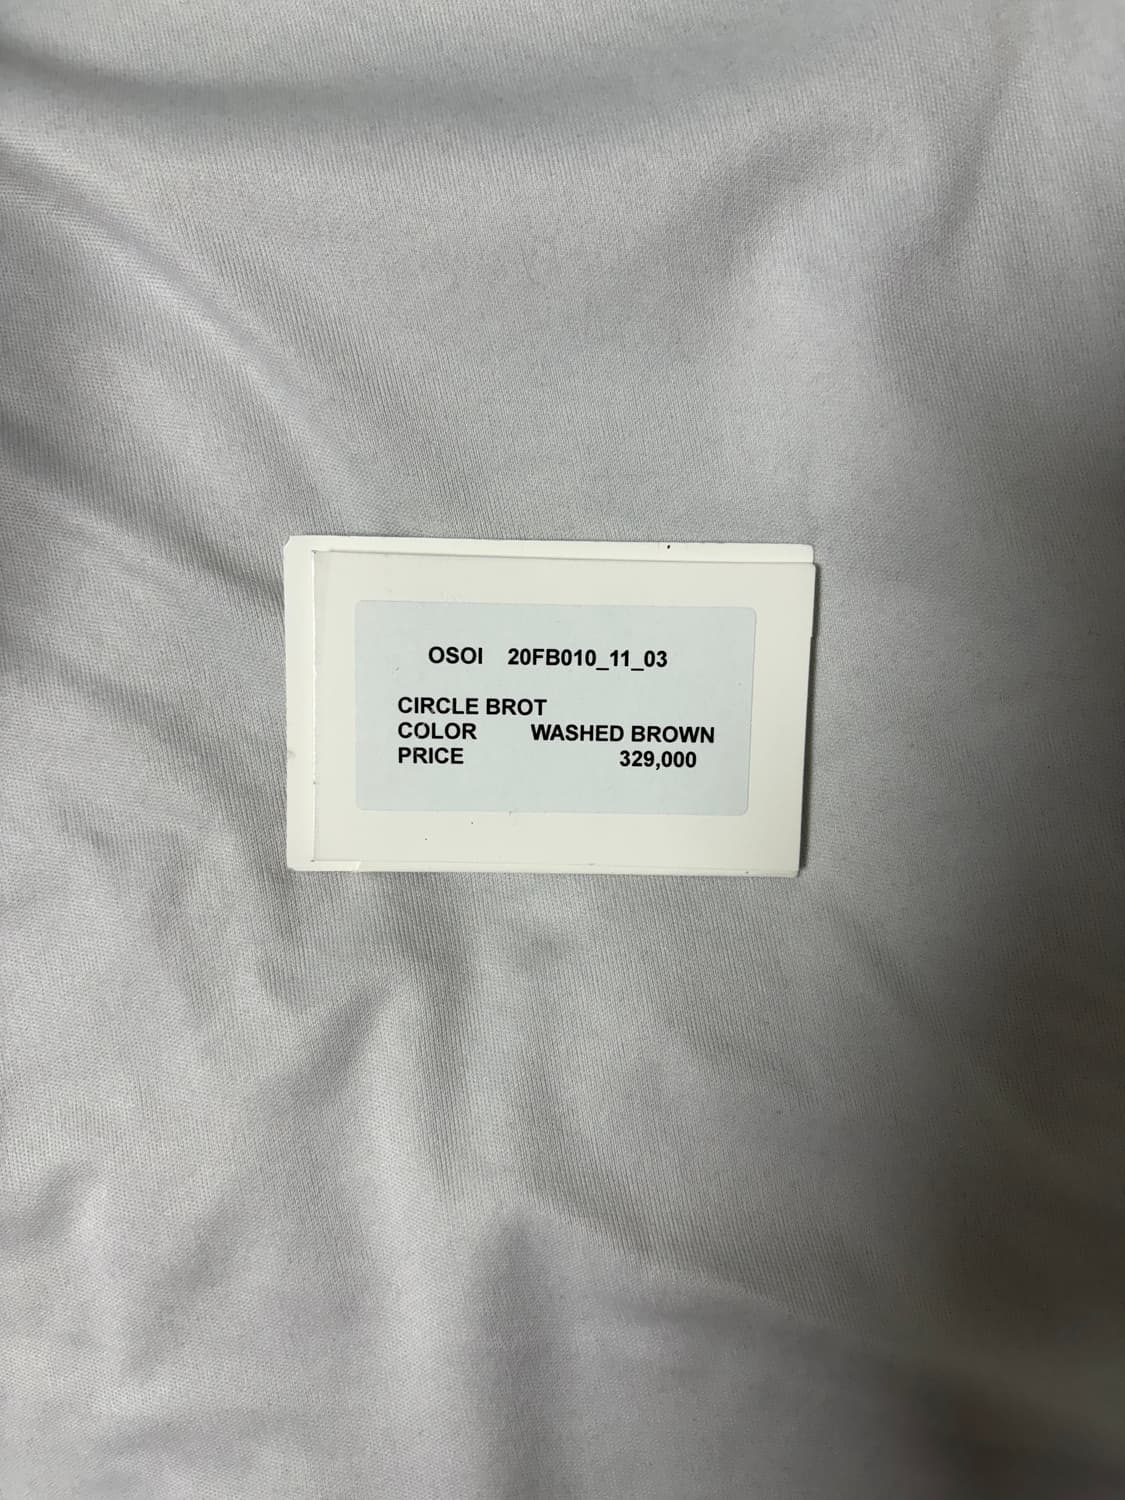 OSOI 20FB010_11_03
CIRCLE BROT
COLOR WASHED BROWN
PRICE 329,000